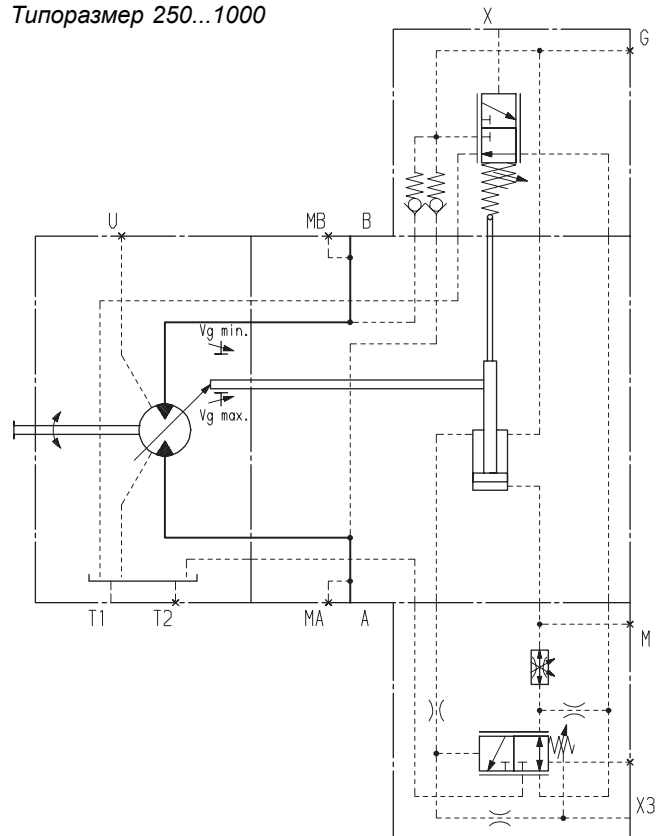 Типоразмер 250...1000
X
G
U
MB
B
Vg min.
Vg max.
T1
T2
MA
A
M
X3